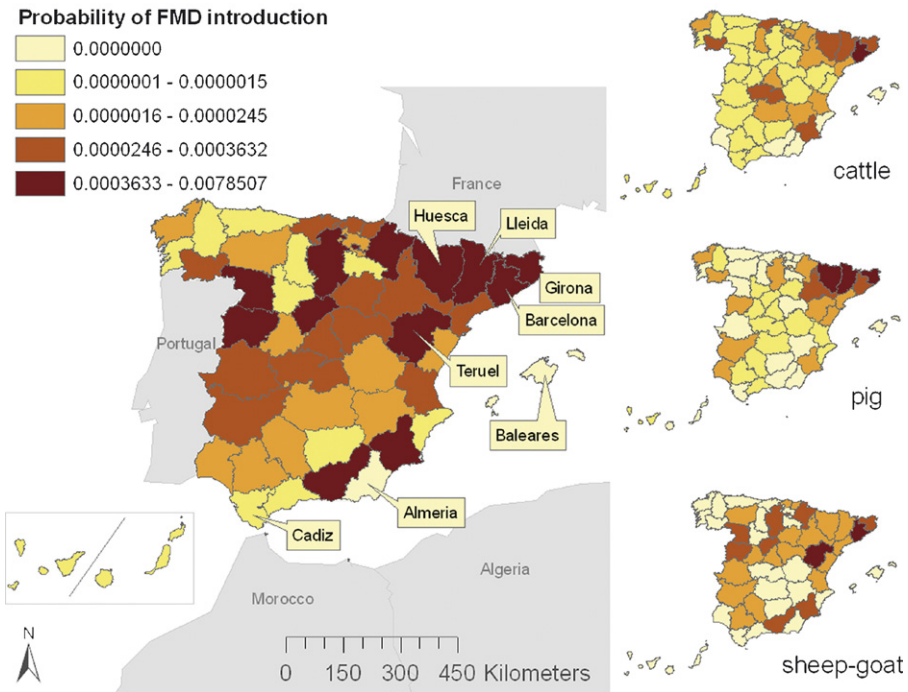 Probability of FMD introduction
0.0000000
0.0000001 - 0.0000015
0.0000016 - 0.0000245
0.0000246 - 0.0003632
0.0003633 - 0.0078507
France
Huesca
Lleida
Girona
Barcelona
Portugal
Teruel
Baleares
Almeria
Cadiz
Algeria
Morocco
N
0 150 300 450 Kilometers
cattle
pig
sheep-goat